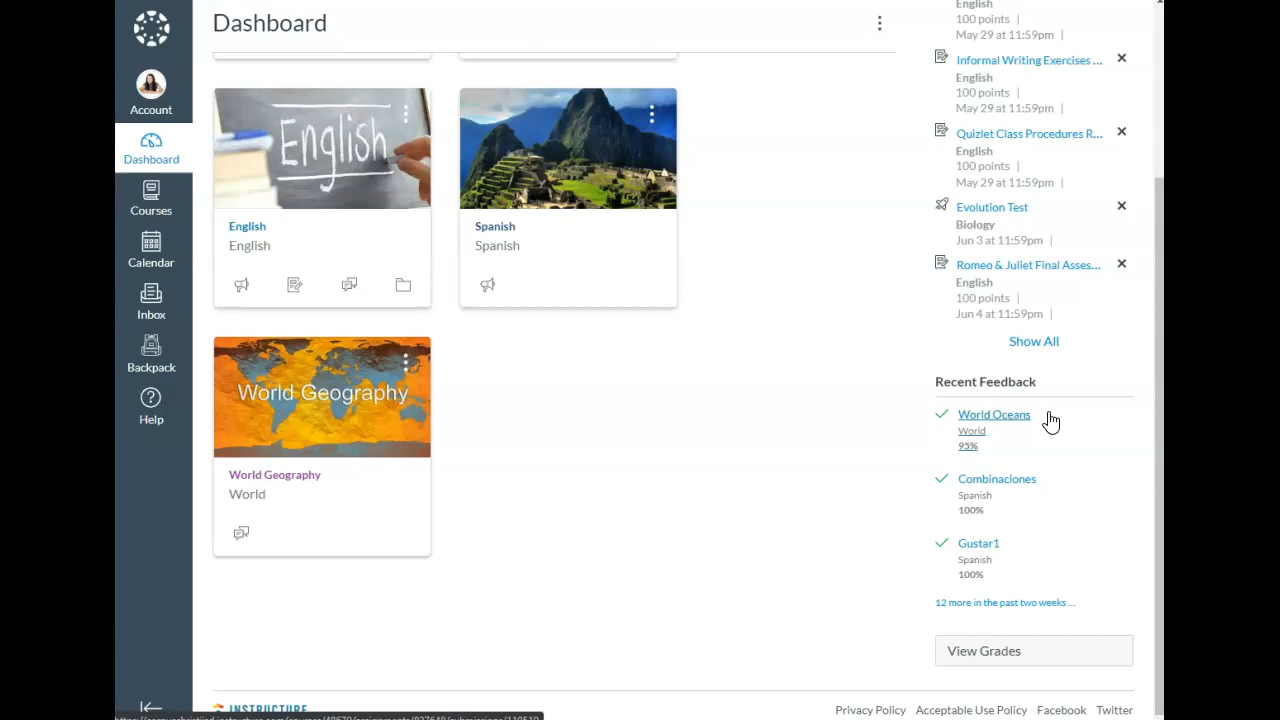 Dashboard
Account
Dashboard
Courses
Calendar
Inbox
Backpack
Help
English
English
English
Spanish
Spanish
World Geography
World Geography
World
English
100 points |
May 29 at 11:59pm |
Informal Writing Exercises ...
English
100 points |
May 29 at 11:59pm |
Quizlet Class Procedures R...
English
100 points |
May 29 at 11:59pm |
Evolution Test
Biology
Jun 3 at 11:59pm |
Romeo & Juliet Final Asses...
English
100 points |
Jun 4 at 11:59pm |
Show All
Recent Feedback
World Oceans
World
95%
Combinaciones
Spanish
100%
Gustar1
Spanish
100%
12 more in the past two weeks ...
View Grades
INSTRUCTURE
Privacy Policy Acceptable Use Policy Facebook Twitter